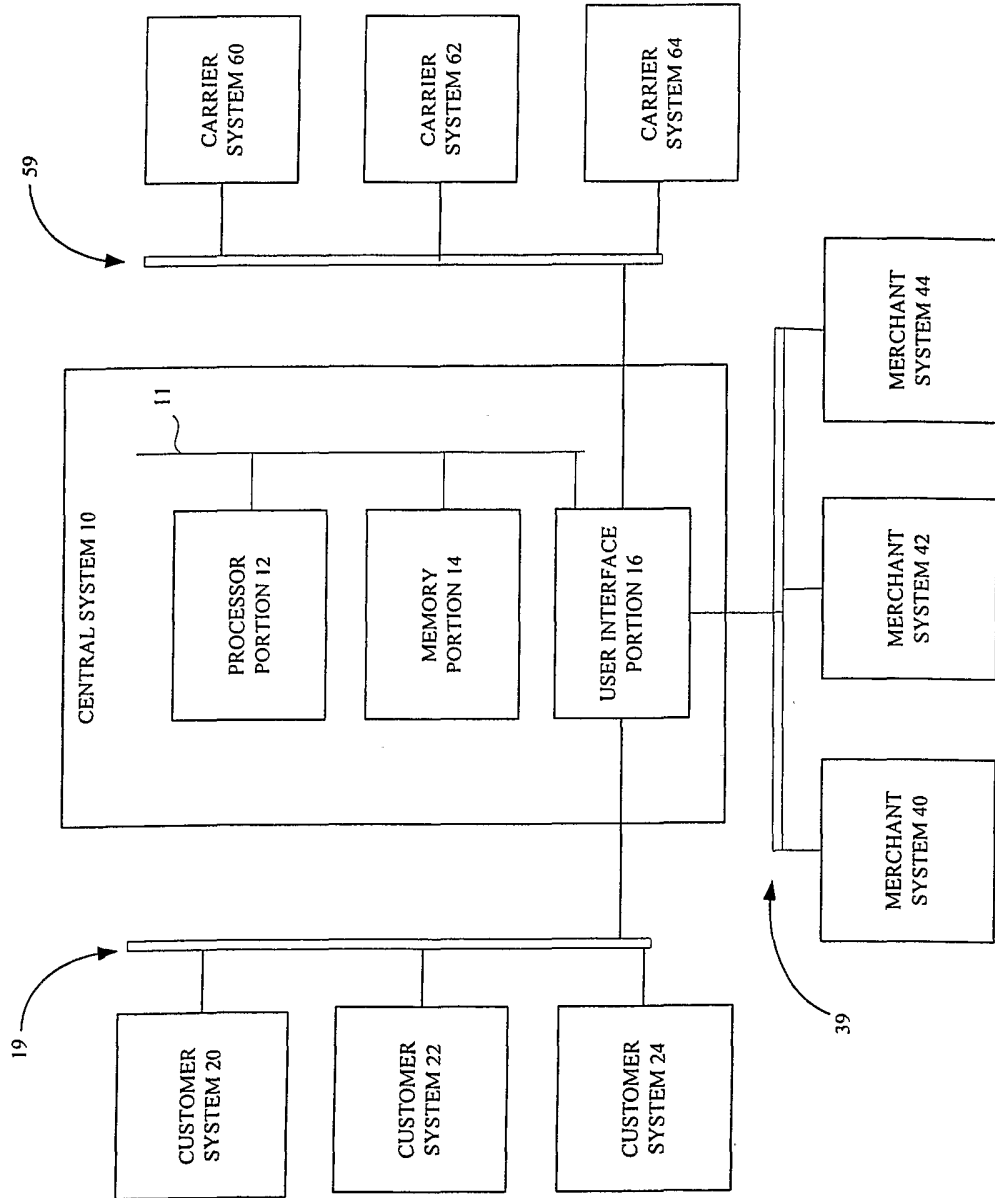 19
CUSTOMER
SYSTEM 20
CUSTOMER
SYSTEM 22
CUSTOMER
SYSTEM 24
CENTRAL SYSTEM 10
11
PROCESSOR
PORTION 12
MEMORY
PORTION 14
USER INTERFACE
PORTION 16
59
CARRIER
SYSTEM 60
CARRIER
SYSTEM 62
CARRIER
SYSTEM 64
39
MERCHANT
SYSTEM 40
MERCHANT
SYSTEM 42
MERCHANT
SYSTEM 44